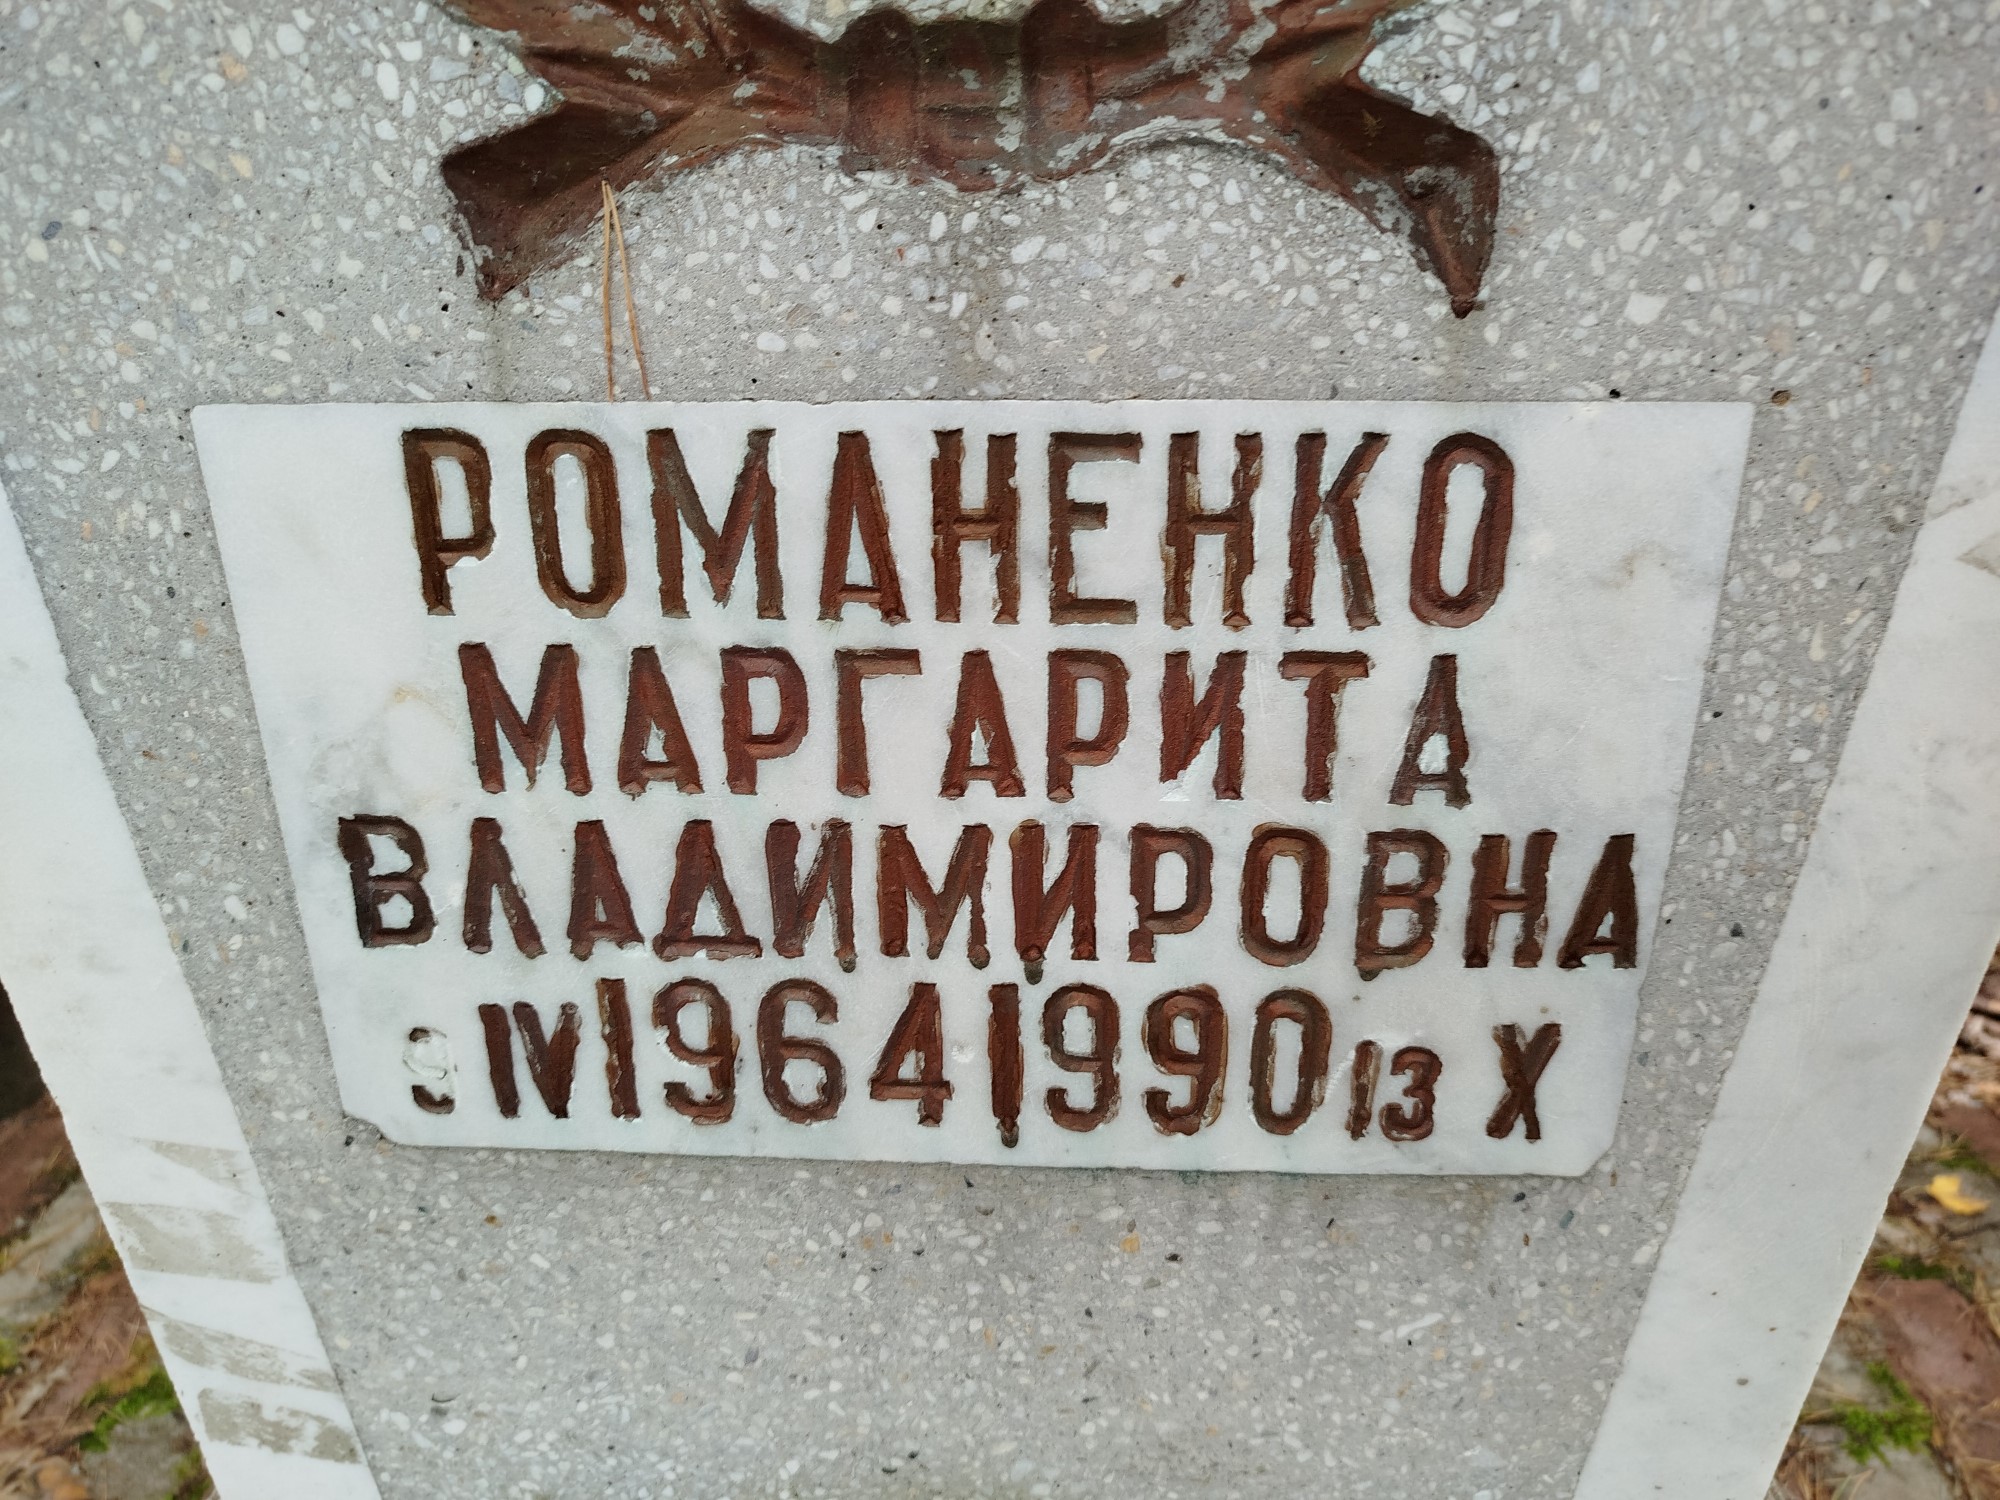 РОМАНЕНКО
МАРГАРИТА
ВЛАДИМИРОВНА
9 IV 1964 1990 13 X